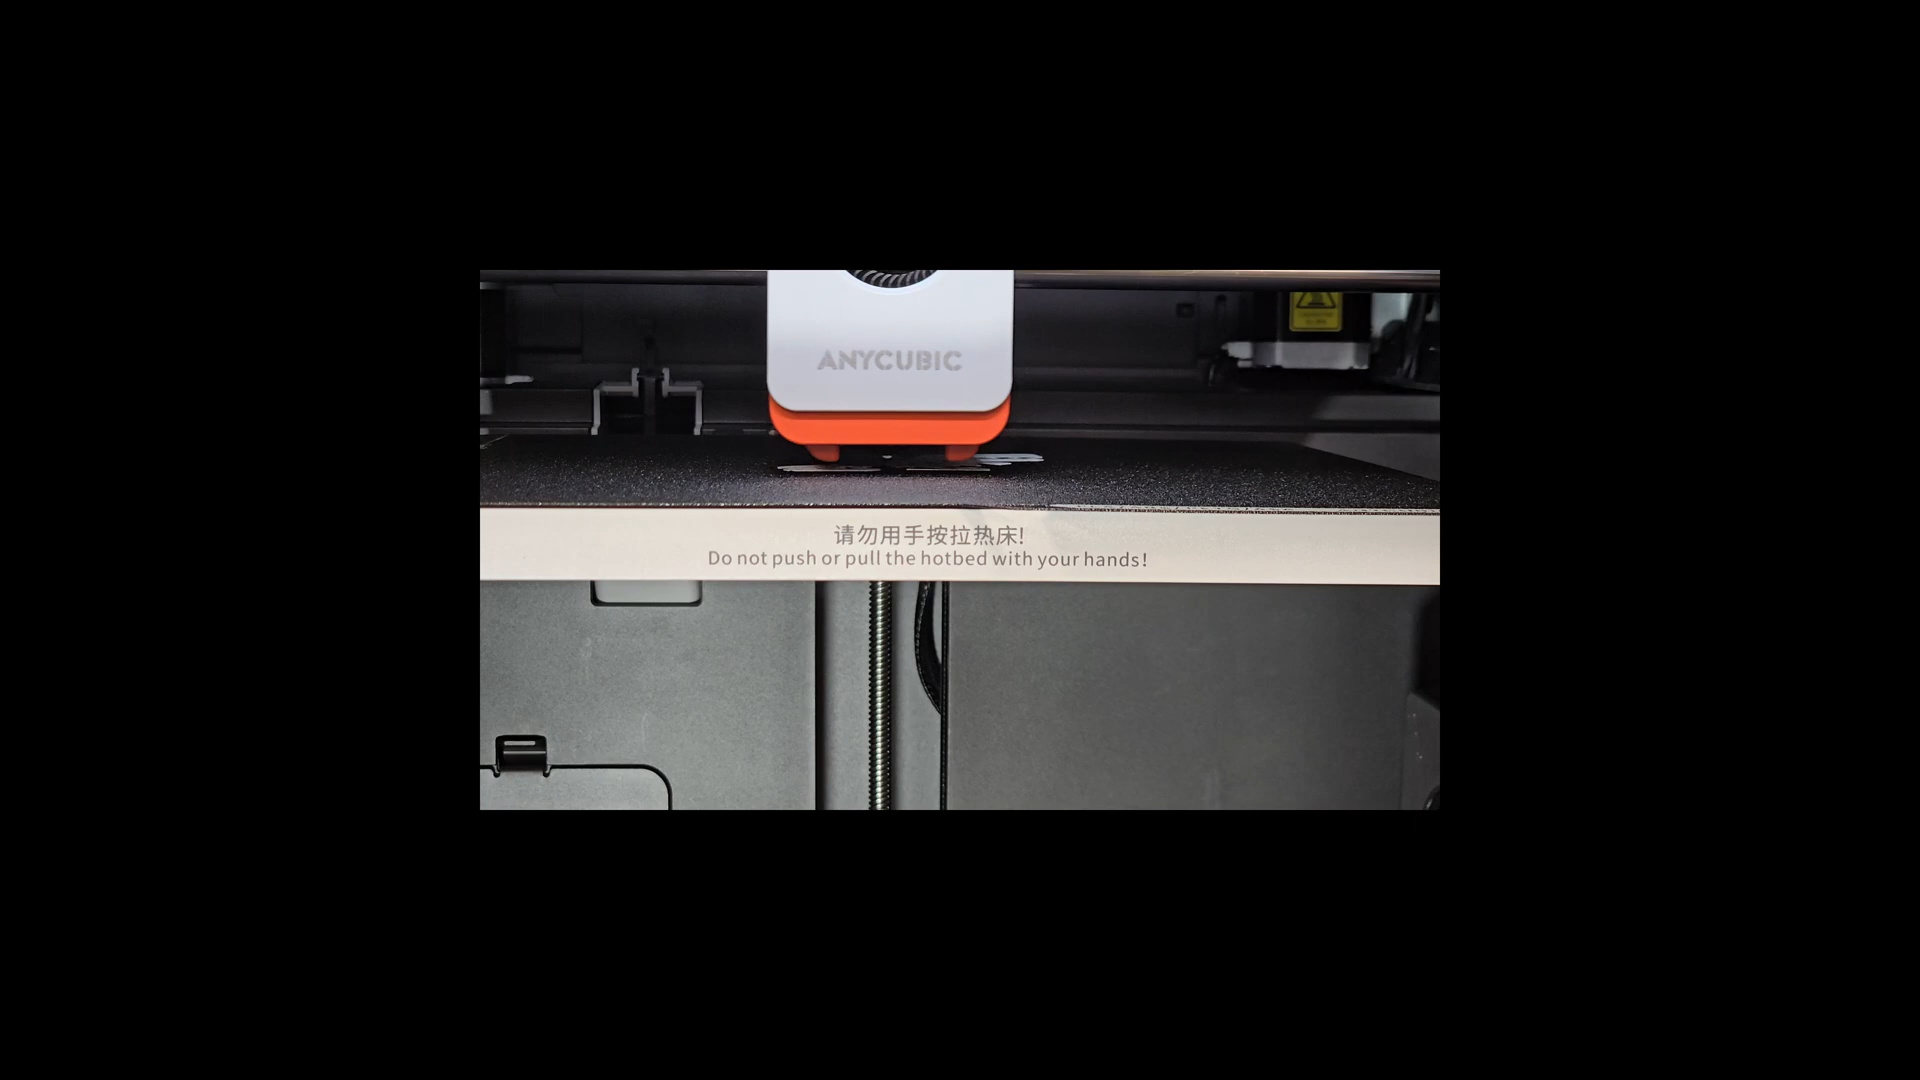 ANYCUBIC
请勿用手按拉热床!
Do not push or pull the hotbed with your hands!